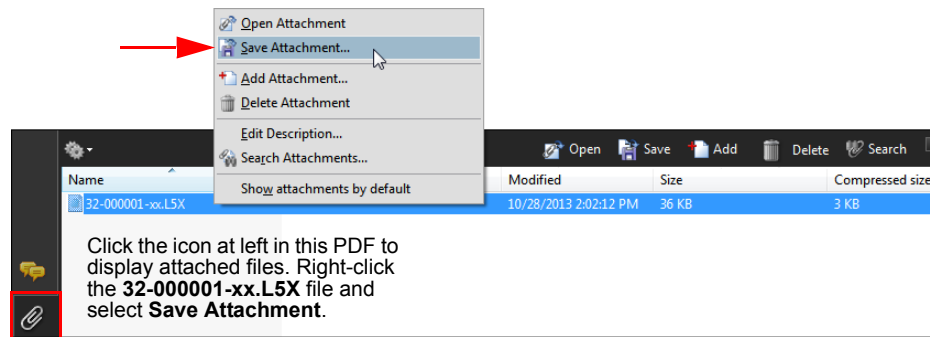 Open Attachment
Save Attachment...
Add Attachment...
Delete Attachment
Edit Description...
Search Attachments...
Show attachments by default
Open Save Add Delete Search
Name Modified Size Compressed size
32-000001-xx.L5X 10/28/2013 2:02:12 PM 36 KB 3 KB
Click the icon at left in this PDF to
display attached files. Right-click
the 32-000001-xx.L5X file and
select Save Attachment.